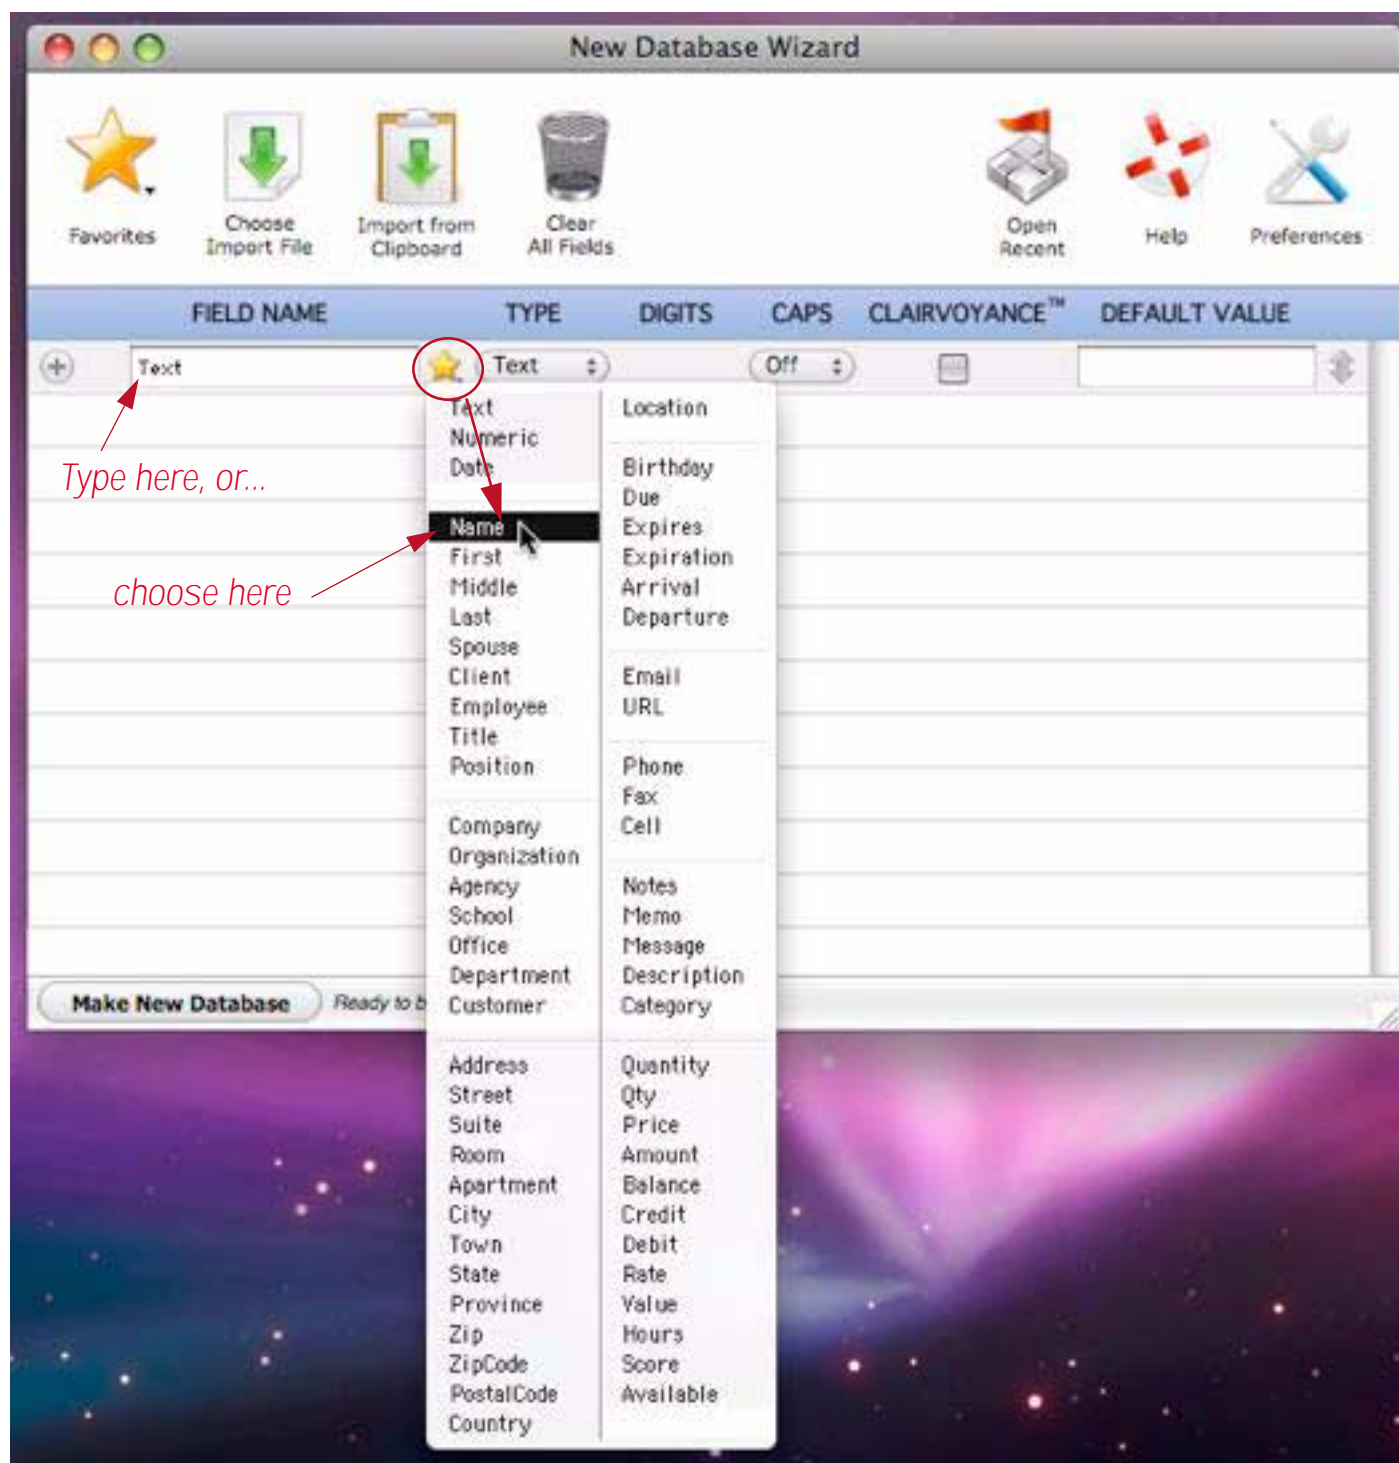 New Database Wizard
Favorites
Choose
Import File
Import from
Clipboard
Clear
All Fields
Open
Recent
Help
Preferences
FIELD NAME TYPE DIGITS CAPS CLAIRVOYANCE™ DEFAULT VALUE
Text Text Off
Type here, or...
choose here
Text
Numeric
Date
Name
First
Middle
Last
Spouse
Client
Employee
Title
Position
Company
Organization
Agency
School
Office
Department
Customer
Address
Street
Suite
Room
Apartment
City
Town
State
Province
Zip
ZipCode
PostalCode
Country
Location
Birthday
Due
Expires
Expiration
Arrival
Departure
Email
URL
Phone
Fax
Cell
Notes
Memo
Message
Description
Category
Quantity
Qty
Price
Amount
Balance
Credit
Debit
Rate
Value
Hours
Score
Available
Make New Database Ready to b